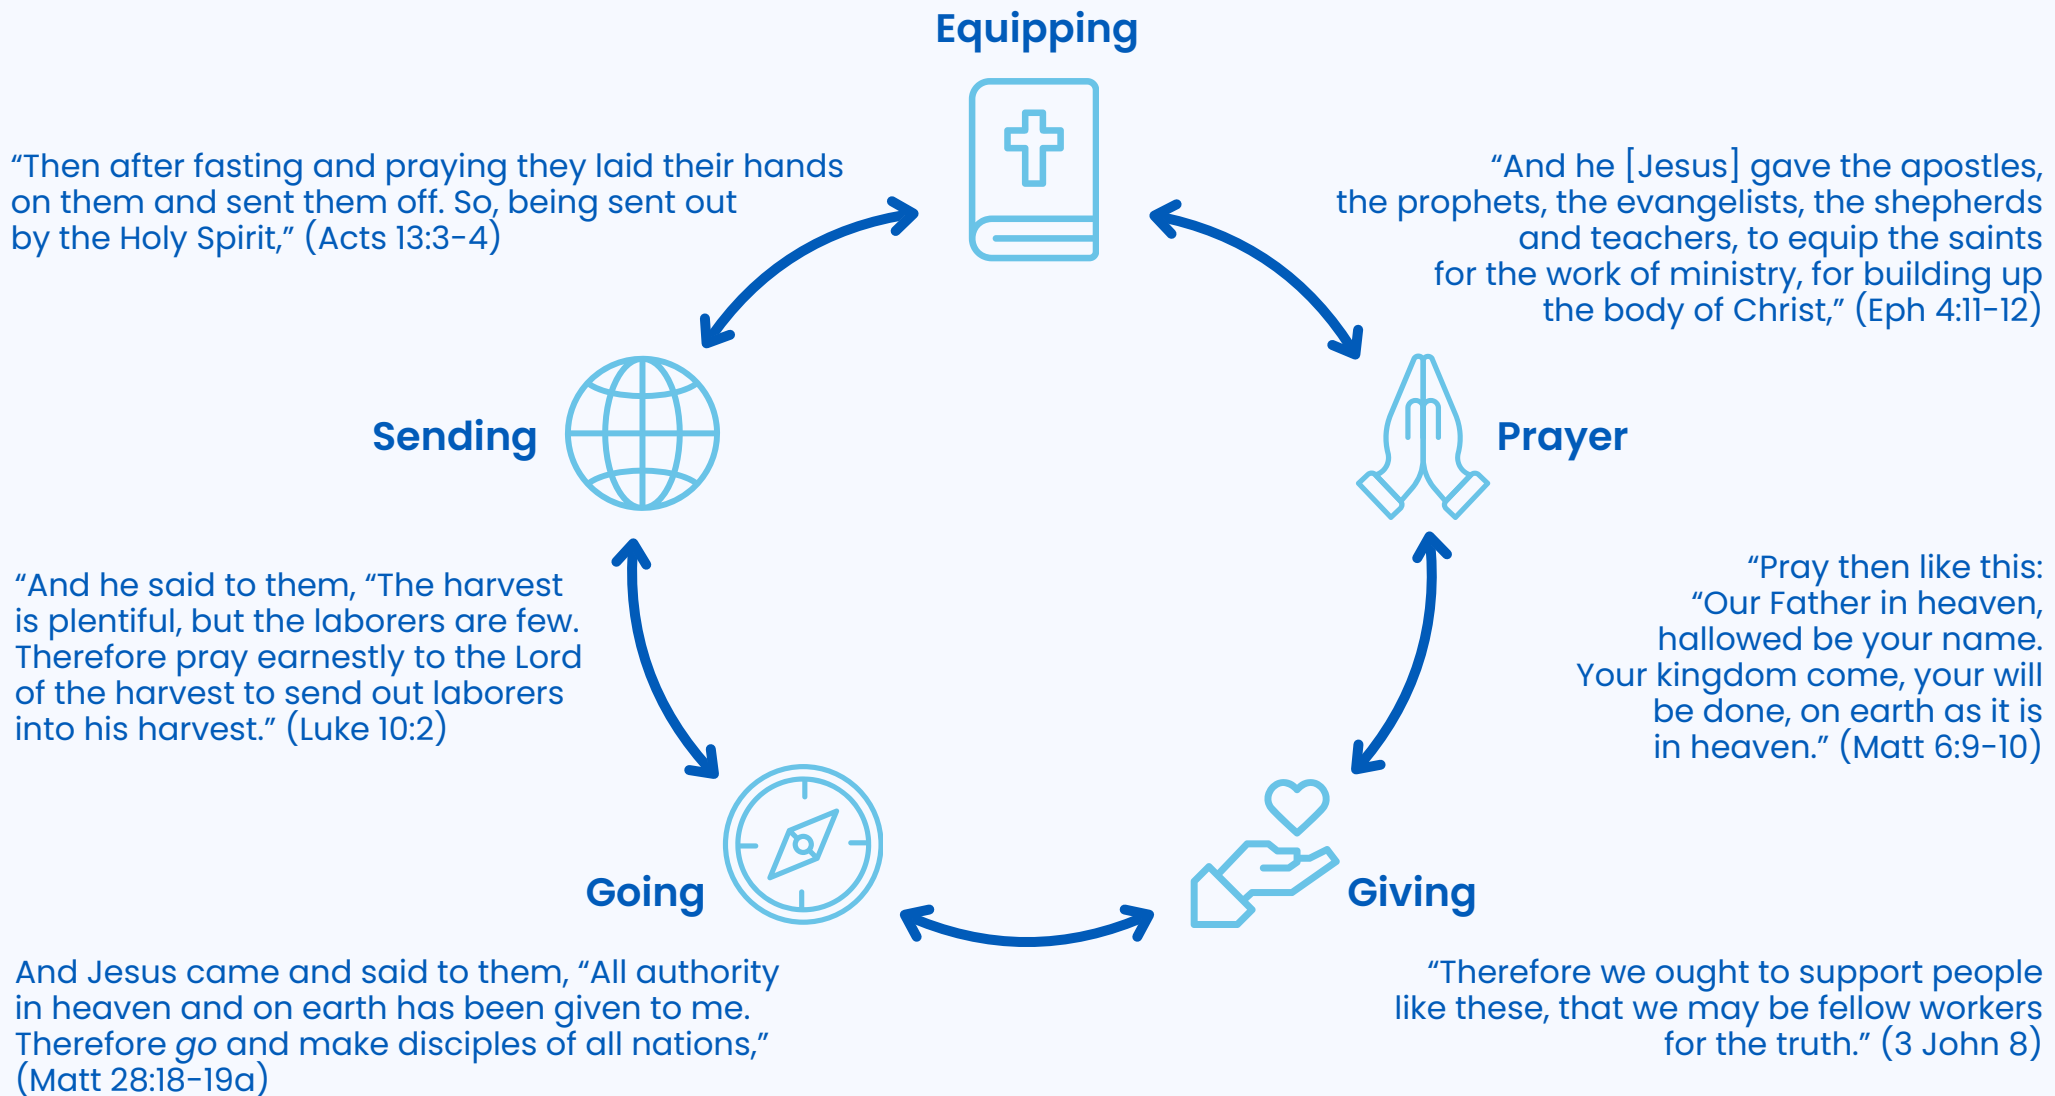 Equipping
“Then after fasting and praying they laid their hands
on them and sent them off. So, being sent out
by the Holy Spirit,” (Acts 13:3-4)
“And he [Jesus] gave the apostles,
the prophets, the evangelists, the shepherds
and teachers, to equip the saints
for the work of ministry, for building up
the body of Christ,” (Eph 4:11-12)
Sending
Prayer
“And he said to them, “The harvest
is plentiful, but the laborers are few.
Therefore pray earnestly to the Lord
of the harvest to send out laborers
into his harvest.” (Luke 10:2)
“Pray then like this:
“Our Father in heaven,
hallowed be your name.
Your kingdom come, your will
be done, on earth as it is
in heaven.” (Matt 6:9-10)
Going
Giving
And Jesus came and said to them, “All authority
in heaven and on earth has been given to me.
Therefore go and make disciples of all nations,”
(Matt 28:18-19a)
“Therefore we ought to support people
like these, that we may be fellow workers
for the truth.” (3 John 8)